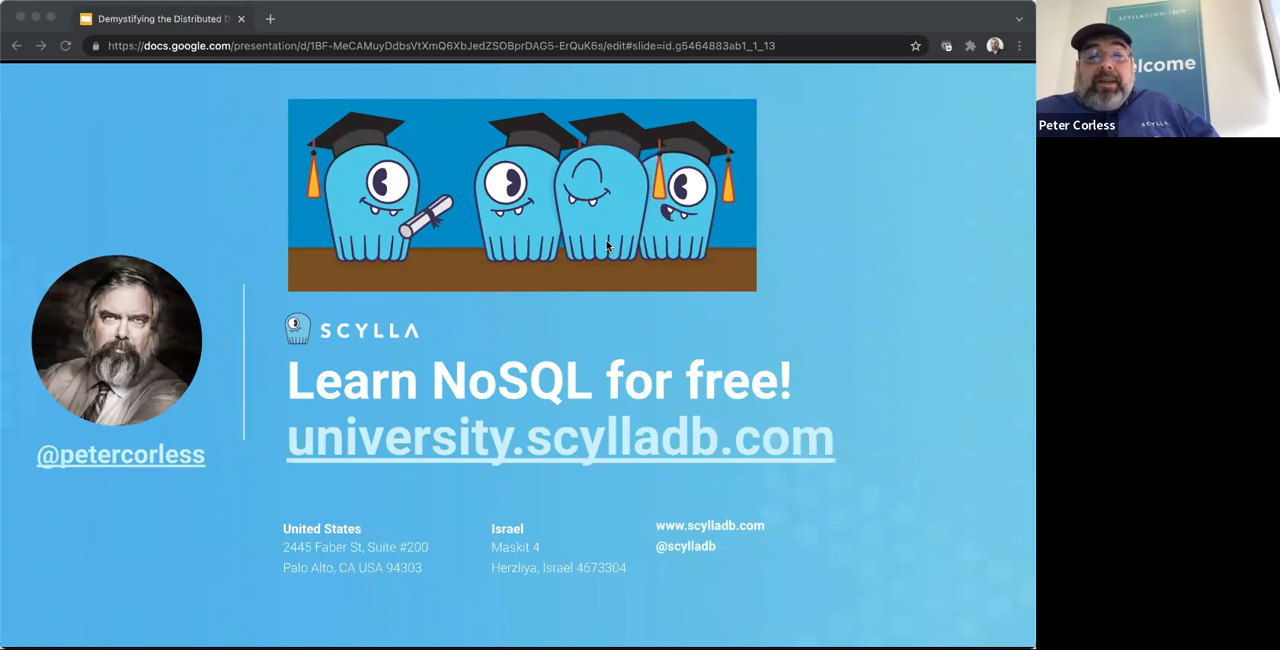 Demystifying the Distributed D
https://docs.google.com/presentation/d/1BF-MeCAMuyDdbsVtXmQ6XbJedZSOBprDAG5-ErQuK6s/edit#slide=id.g5464883ab1_1_13
SCYLLASUMMIT2019
elcome
SCYLLA
Peter Corless
SCYLLA
Learn NoSQL for free!
university.scylladb.com
@petercorless
United States
2445 Faber St, Suite #200
Palo Alto, CA USA 94303
Israel
Maskit 4
Herzliya, Israel 4673304
www.scylladb.com
@scylladb